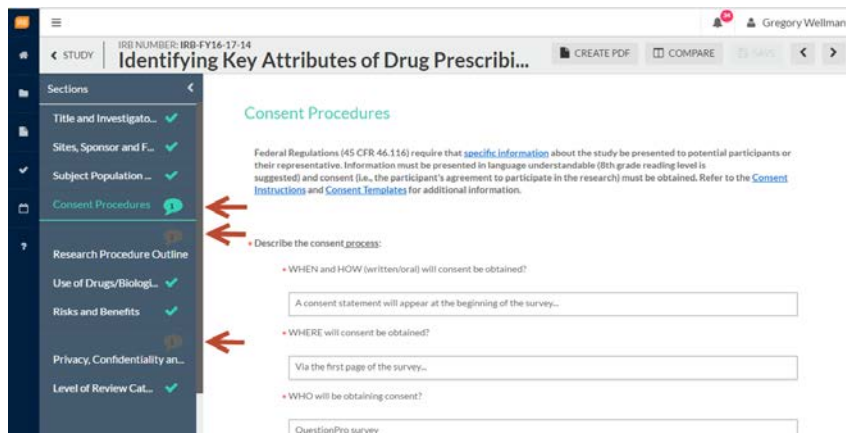 24
Gregory Wellman
< STUDY
IRB NUMBER: IRB-FY16-17-14
Identifying Key Attributes of Drug Prescribi...
CREATE PDF
COMPARE
SAVE
Sections
Title and Investigato...
Sites, Sponsor and F...
Subject Population ...
Consent Procedures
1
1
Research Procedure Outline
Use of Drugs/Biologi...
Risks and Benefits
1
Privacy, Confidentiality an...
Level of Review Cat...
Consent Procedures
Federal Regulations (45 CFR 46.116) require that specific information about the study be presented to potential participants or
their representative. Information must be presented in language understandable (8th grade reading level is
suggested) and consent (i.e., the participant's agreement to participate in the research) must be obtained. Refer to the Consent
Instructions and Consent Templates for additional information.
* Describe the consent process:
* WHEN and HOW (written/oral) will consent be obtained?
A consent statement will appear at the beginning of the survey...
* WHERE will consent be obtained?
Via the first page of the survey...
* WHO will be obtaining consent?
QuestionPro survey